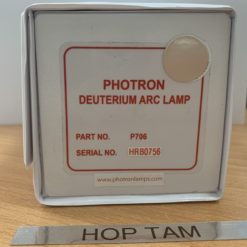 PHOTRON
DEUTERIUM ARC LAMP
PART NO. P706
SERIAL NO. HRB0756
www.photronlamps.com
HOP TAM